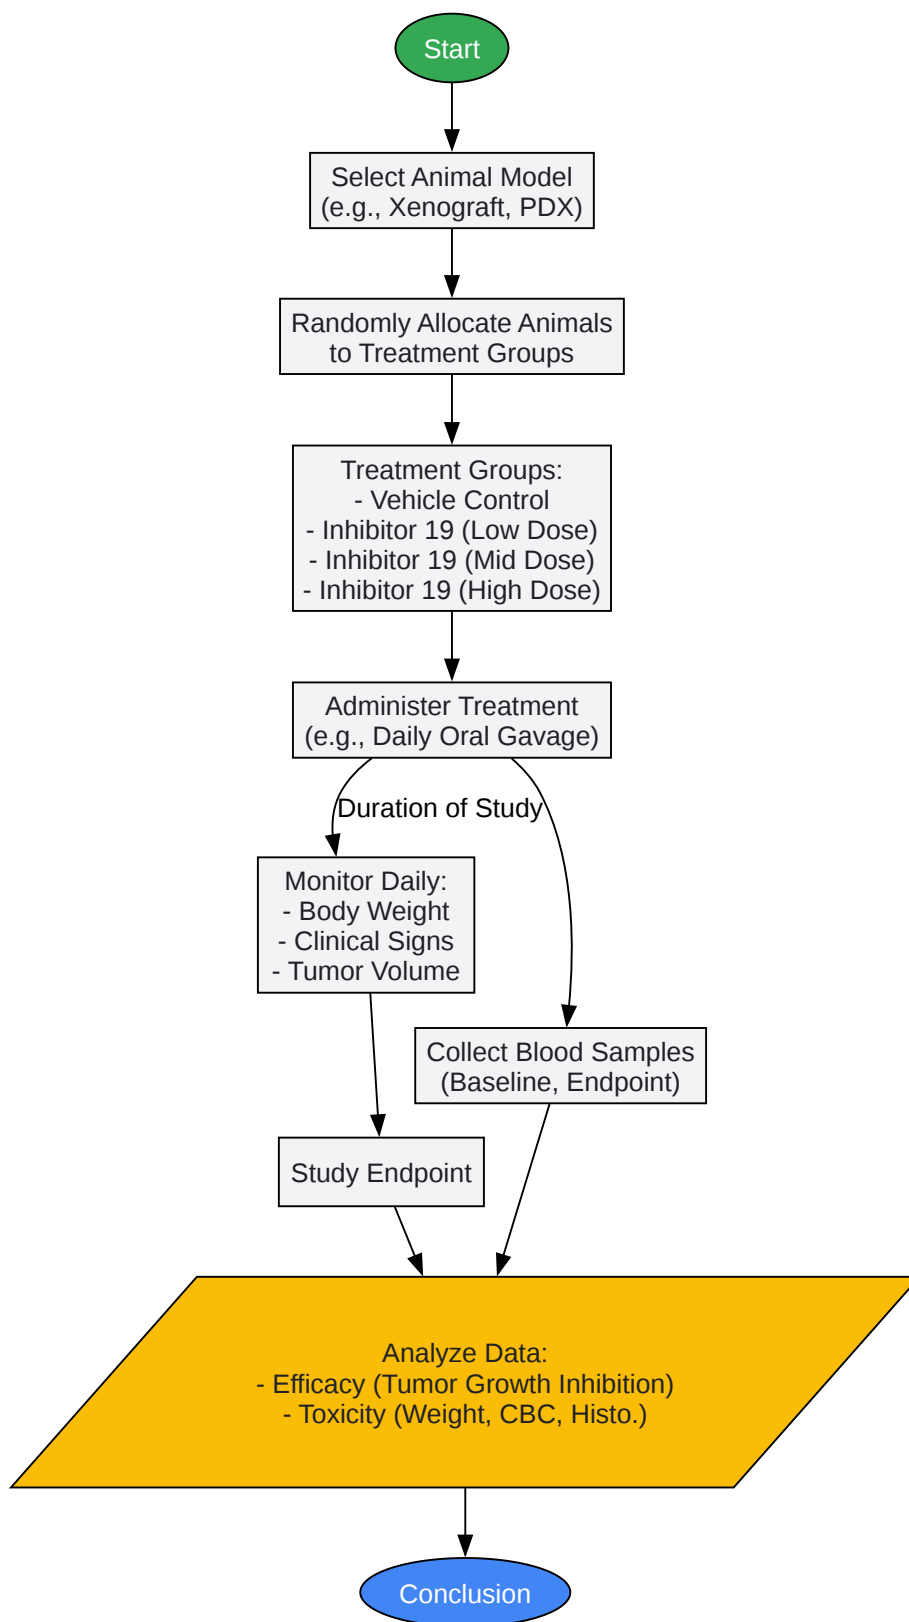 Start
Select Animal Model
(e.g., Xenograft, PDX)
Randomly Allocate Animals
to Treatment Groups
Treatment Groups:
- Vehicle Control
- Inhibitor 19 (Low Dose)
- Inhibitor 19 (Mid Dose)
- Inhibitor 19 (High Dose)
Administer Treatment
(e.g., Daily Oral Gavage)
Duration of Study
Monitor Daily:
- Body Weight
- Clinical Signs
- Tumor Volume
Collect Blood Samples
(Baseline, Endpoint)
Study Endpoint
Analyze Data:
- Efficacy (Tumor Growth Inhibition)
- Toxicity (Weight, CBC, Histo.)
Conclusion